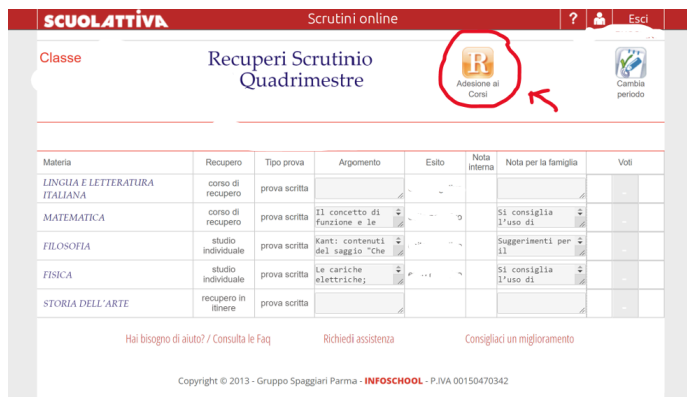 SCUOLATTIVA
Scrutini online
?
Esci
Classe
Recuperi Scrutinio
Quadrimestre
R
Adesione ai
Corsi
Cambia
periodo
Materia Recupero Tipo prova Argomento Esito Nota interna Nota per la famiglia Voti
LINGUA E LETTERATURA
ITALIANA
corso di
recupero
prova scritta
MATEMATICA
corso di
recupero
prova scritta
Il concetto di
funzione e le
Si consiglia
l'uso di
FILOSOFIA
studio
individuale
prova scritta
Kant: contenuti
del saggio "Che
Suggerimenti per
il
FISICA
studio
individuale
prova scritta
Le cariche
elettriche;
Si consiglia
l'uso di
STORIA DELL'ARTE
recupero in
itinere
prova scritta
Hai bisogno di aiuto? / Consulta le Faq
Richiedi assistenza
Consigliaci un miglioramento
Copyright © 2013 - Gruppo Spaggiari Parma - INFOSCHOOL - P.IVA 00150470342